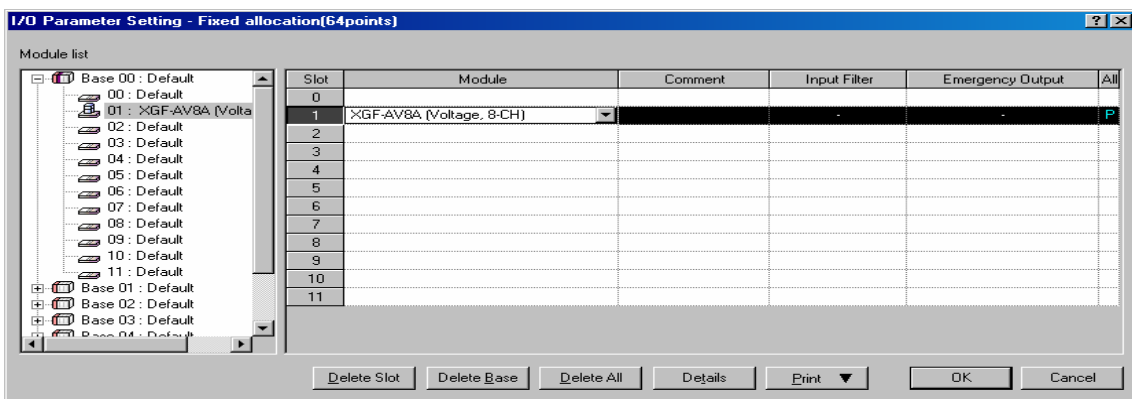 I/O Parameter Setting - Fixed allocation(64points)
Module list
Base 00 : Default
00 : Default
01 : XGF-AV8A (Volta
02 : Default
03 : Default
04 : Default
05 : Default
06 : Default
07 : Default
08 : Default
09 : Default
10 : Default
11 : Default
Base 01 : Default
Base 02 : Default
Base 03 : Default
Base 04 : Default
Slot Module Comment Input Filter Emergency Output All
0
1 XGF-AV8A (Voltage, 8-CH) - - P
2
3
4
5
6
7
8
9
10
11
Delete Slot Delete Base Delete All Details Print ▼ OK Cancel